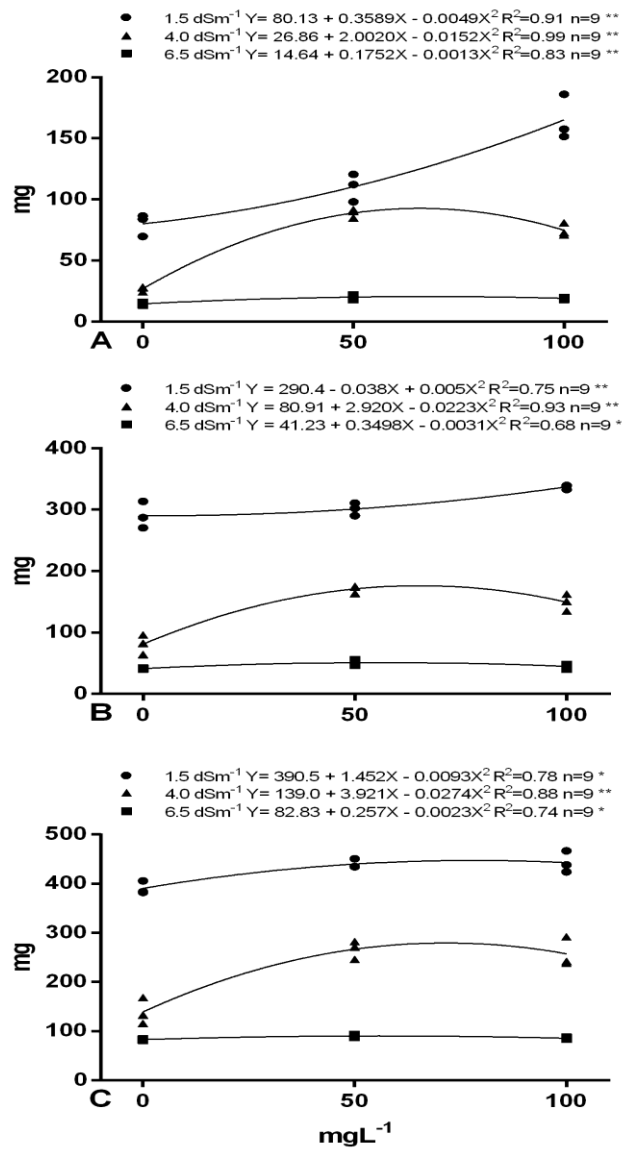 1.5 dSm⁻¹ Y= 80.13 + 0.3589X - 0.0049X² R²=0.91 n=9 **
4.0 dSm⁻¹ Y= 26.86 + 2.0020X - 0.0152X² R²=0.99 n=9 **
6.5 dSm⁻¹ Y= 14.64 + 0.1752X - 0.0013X² R²=0.83 n=9 **
200
150
100
50
0
mg
A
0 50 100
1.5 dSm⁻¹ Y = 290.4 - 0.038X + 0.005X² R²=0.75 n=9 **
4.0 dSm⁻¹ Y = 80.91 + 2.920X - 0.0223X² R²=0.93 n=9 **
6.5 dSm⁻¹ Y = 41.23 + 0.3498X - 0.0031X² R²=0.68 n=9 *
400
300
200
100
0
mg
B
0 50 100
1.5 dSm⁻¹ Y= 390.5 + 1.452X - 0.0093X² R²=0.78 n=9 *
4.0 dSm⁻¹ Y= 139.0 + 3.921X - 0.0274X² R²=0.88 n=9 **
6.5 dSm⁻¹ Y= 82.83 + 0.257X - 0.0023X² R²=0.74 n=9 *
500
400
300
200
100
0
mg
C
0 50 100
mgL⁻¹